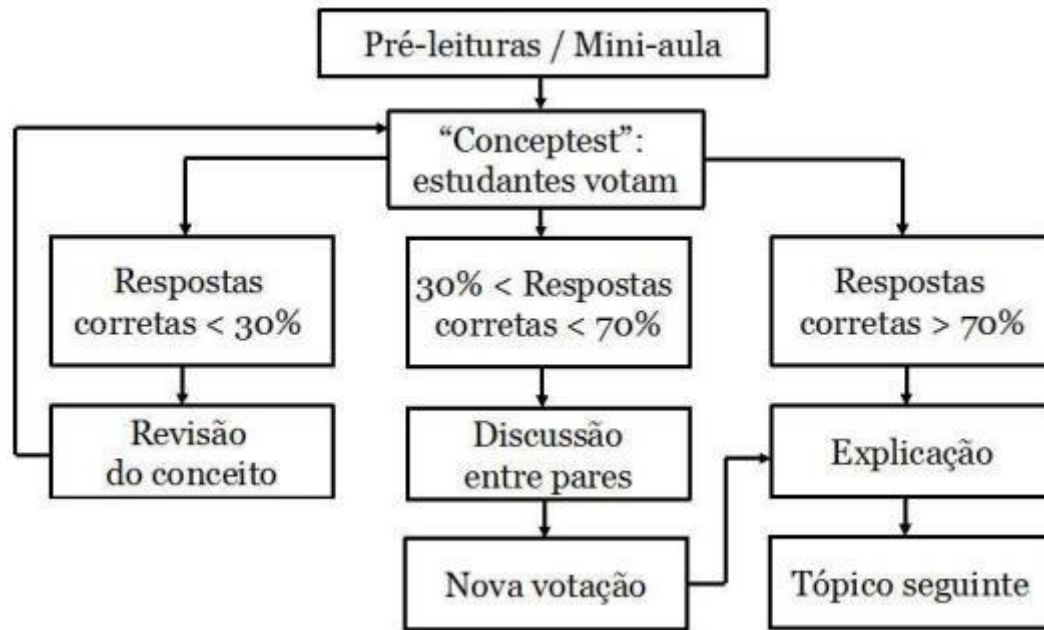 Pré-leituras / Mini-aula
“Conceptest”:
estudantes votam
Respostas
corretas < 30%
30% < Respostas
corretas < 70%
Respostas
corretas > 70%
Revisão
do conceito
Discussão
entre pares
Explicação
Nova votação
Tópico seguinte